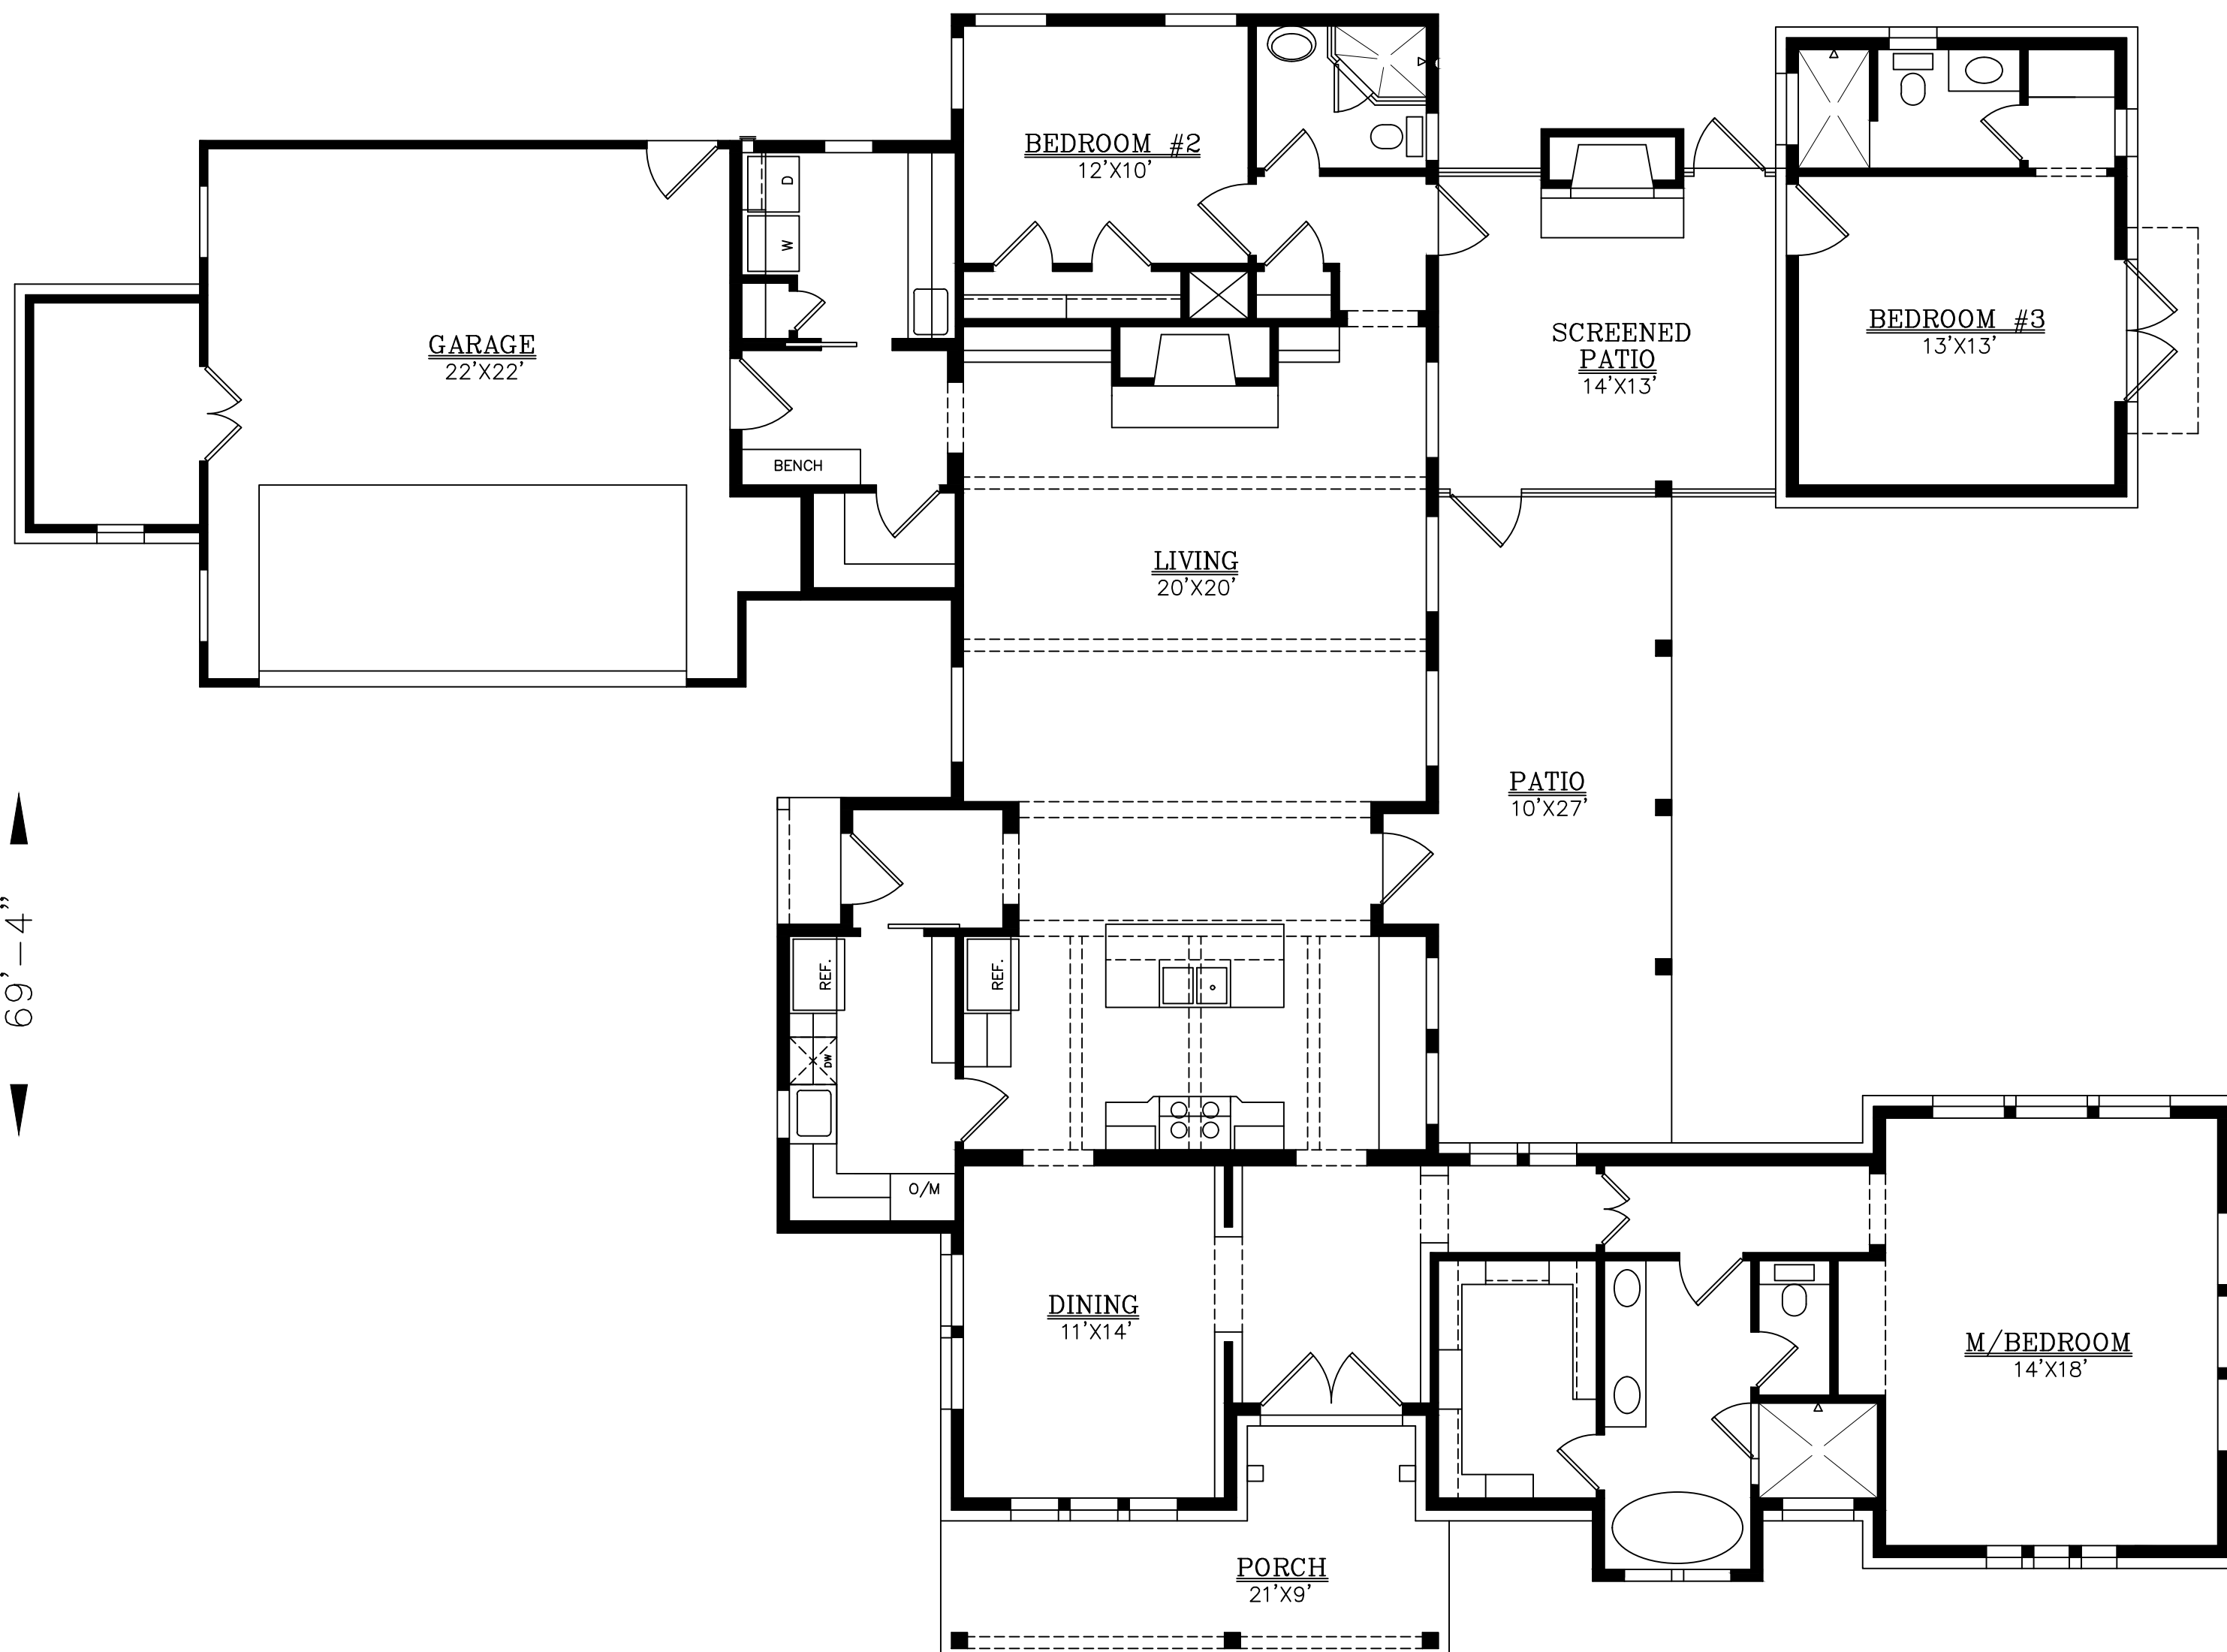 BEDROOM #2
12'X10'
D
W
GARAGE
22'X22'
SCREENED
PATIO
14'X13'
BEDROOM #3
13'X13'
BENCH
LIVING
20'X20'
PATIO
10'X27'
69'-4"
REF.
REF.
DW
O/M
DINING
11'X14'
M/BEDROOM
14'X18'
PORCH
21'X9'